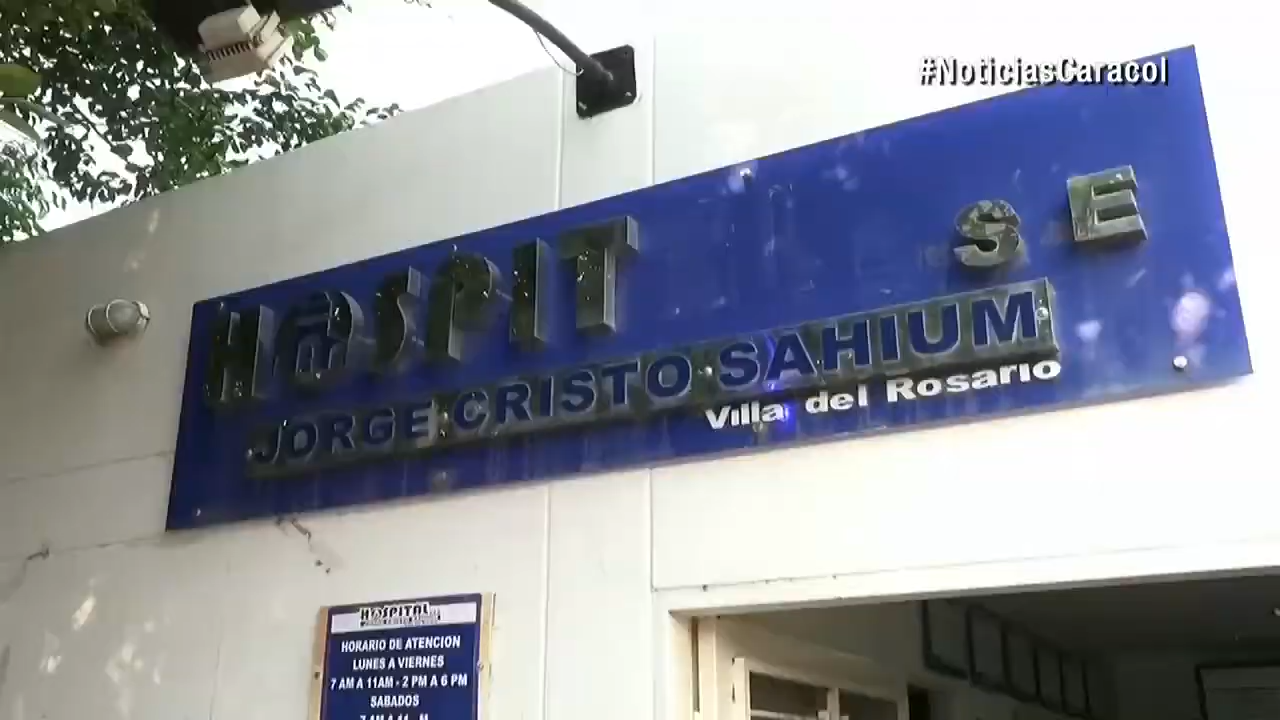 #NoticiasCaracol
HOSPIT SE
JORGE CRISTO SAHIUM
Villa del Rosario
HOSPITAL
HORARIO DE ATENCION
LUNES A VIERNES
7 AM A 11AM - 2 PM A 6 PM
SABADOS